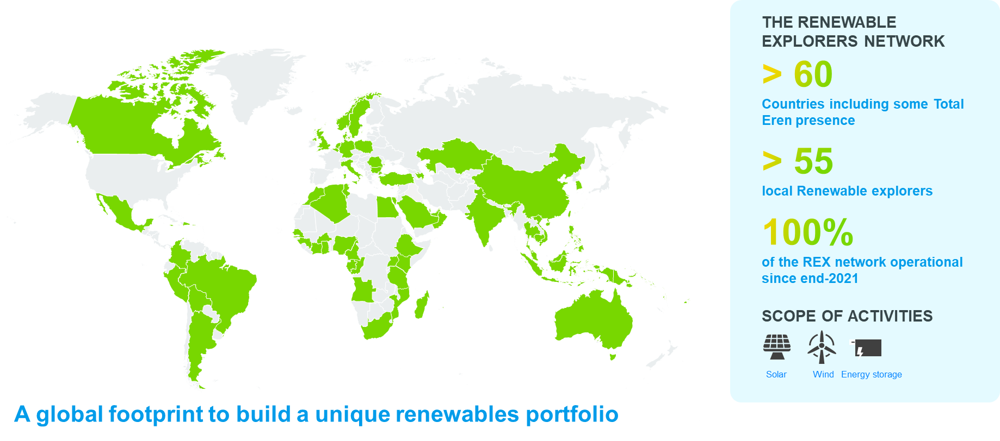 THE RENEWABLE
EXPLORERS NETWORK
> 60
Countries including some Total
Eren presence
> 55
local Renewable explorers
100%
of the REX network operational
since end-2021
SCOPE OF ACTIVITIES
Solar
Wind
Energy storage
A global footprint to build a unique renewables portfolio